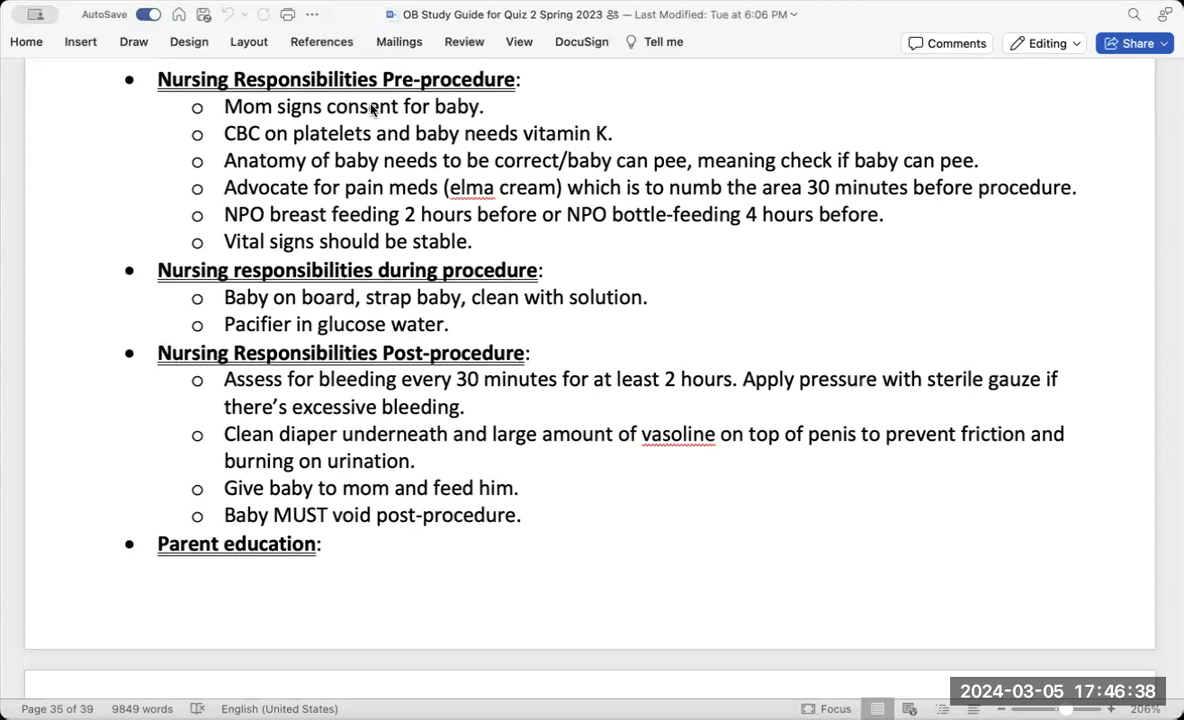 AutoSave
OB Study Guide for Quiz 2 Spring 2023 — Last Modified: Tue at 6:06 PM
Home Insert Draw Design Layout References Mailings Review View DocuSign Tell me Comments Editing Share
• Nursing Responsibilities Pre-procedure:
o Mom signs consent for baby.
o CBC on platelets and baby needs vitamin K.
o Anatomy of baby needs to be correct/baby can pee, meaning check if baby can pee.
o Advocate for pain meds (elma cream) which is to numb the area 30 minutes before procedure.
o NPO breast feeding 2 hours before or NPO bottle-feeding 4 hours before.
o Vital signs should be stable.
• Nursing responsibilities during procedure:
o Baby on board, strap baby, clean with solution.
o Pacifier in glucose water.
• Nursing Responsibilities Post-procedure:
o Assess for bleeding every 30 minutes for at least 2 hours. Apply pressure with sterile gauze if
there’s excessive bleeding.
o Clean diaper underneath and large amount of vasoline on top of penis to prevent friction and
burning on urination.
o Give baby to mom and feed him.
o Baby MUST void post-procedure.
• Parent education:
2024-03-05 17:46:38
Page 35 of 39 9849 words English (United States) Focus 206%